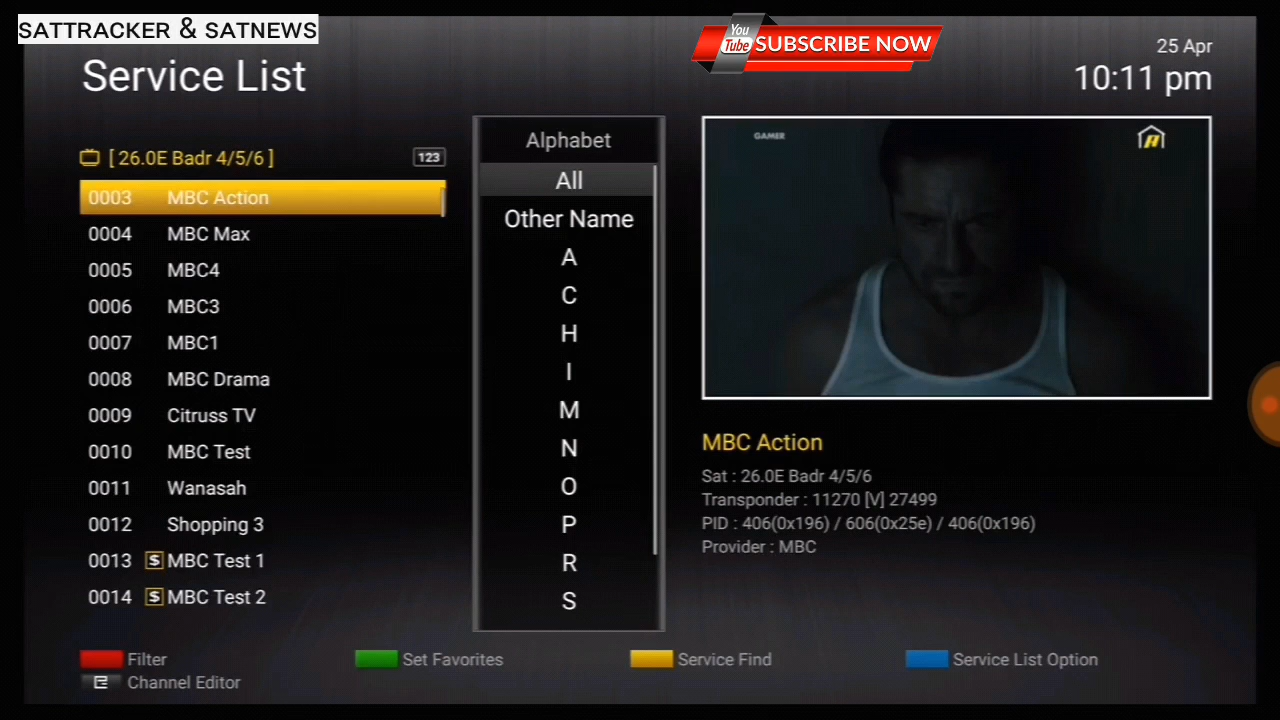 SATTRACKER & SATNEWS
You
Tube
SUBSCRIBE NOW
25 Apr
Service List
10:11 pm
[ 26.0E Badr 4/5/6 ]
123
0003 MBC Action
0004 MBC Max
0005 MBC4
0006 MBC3
0007 MBC1
0008 MBC Drama
0009 Citruss TV
0010 MBC Test
0011 Wanasah
0012 Shopping 3
0013 $ MBC Test 1
0014 $ MBC Test 2
Alphabet
All
Other Name
A
C
H
I
M
N
O
P
R
S
GAMER
MBC Action
Sat : 26.0E Badr 4/5/6
Transponder : 11270 [V] 27499
PID : 406(0x196) / 606(0x25e) / 406(0x196)
Provider : MBC
Filter
Set Favorites
Service Find
Service List Option
Channel Editor